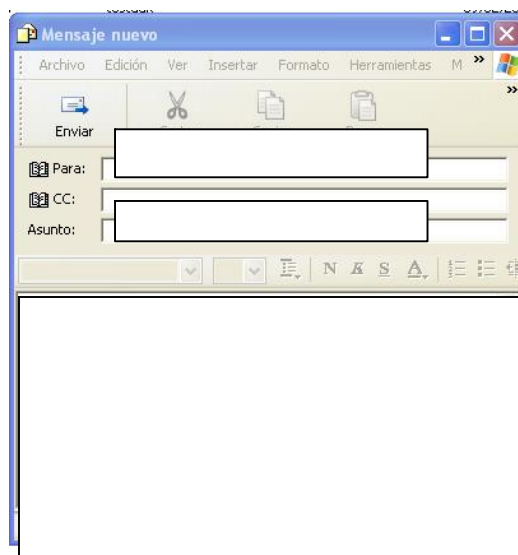 Mensaje nuevo
Archivo Edición Ver Insertar Formato Herramientas M »
»
Enviar
Para:
CC:
Asunto:
N K S A